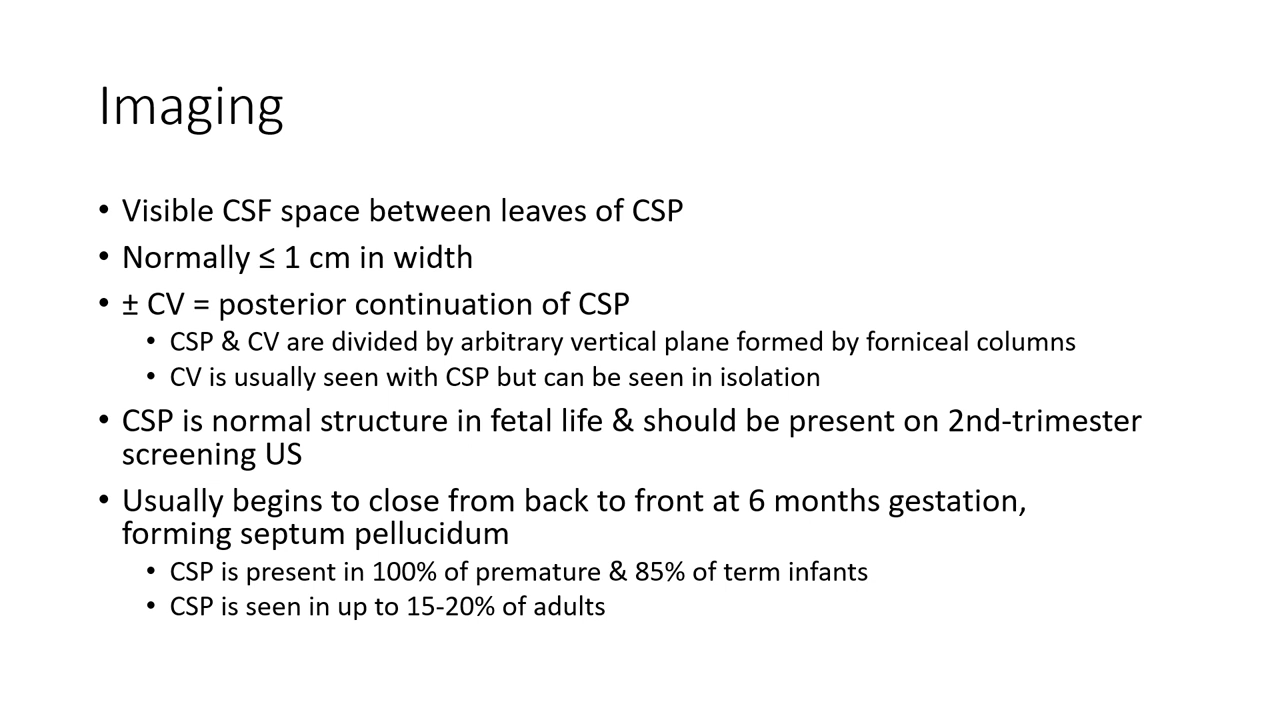 Imaging
• Visible CSF space between leaves of CSP
• Normally ≤ 1 cm in width
• ± CV = posterior continuation of CSP
• CSP & CV are divided by arbitrary vertical plane formed by forniceal columns
• CV is usually seen with CSP but can be seen in isolation
• CSP is normal structure in fetal life & should be present on 2nd-trimester
screening US
• Usually begins to close from back to front at 6 months gestation,
forming septum pellucidum
• CSP is present in 100% of premature & 85% of term infants
• CSP is seen in up to 15-20% of adults